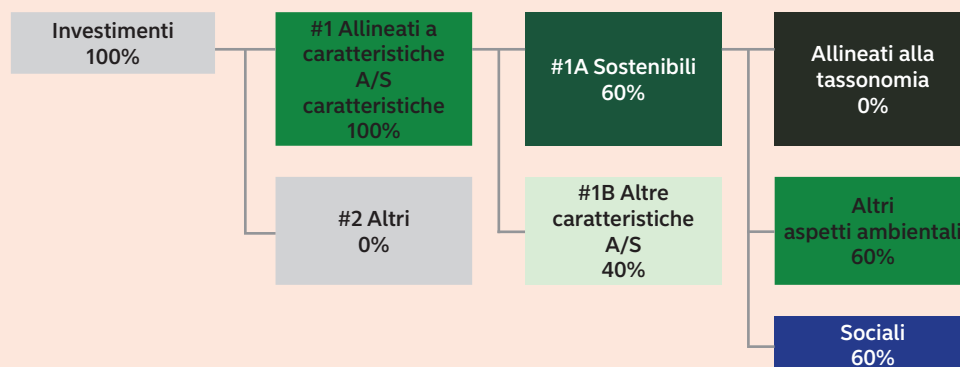 Investimenti
100%
#1 Allineati a
caratteristiche
A/S
caratteristiche
100%
#2 Altri
0%
#1A Sostenibili
60%
#1B Altre
caratteristiche
A/S
40%
Allineati alla
tassonomia
0%
Altri
aspetti ambientali
60%
Sociali
60%